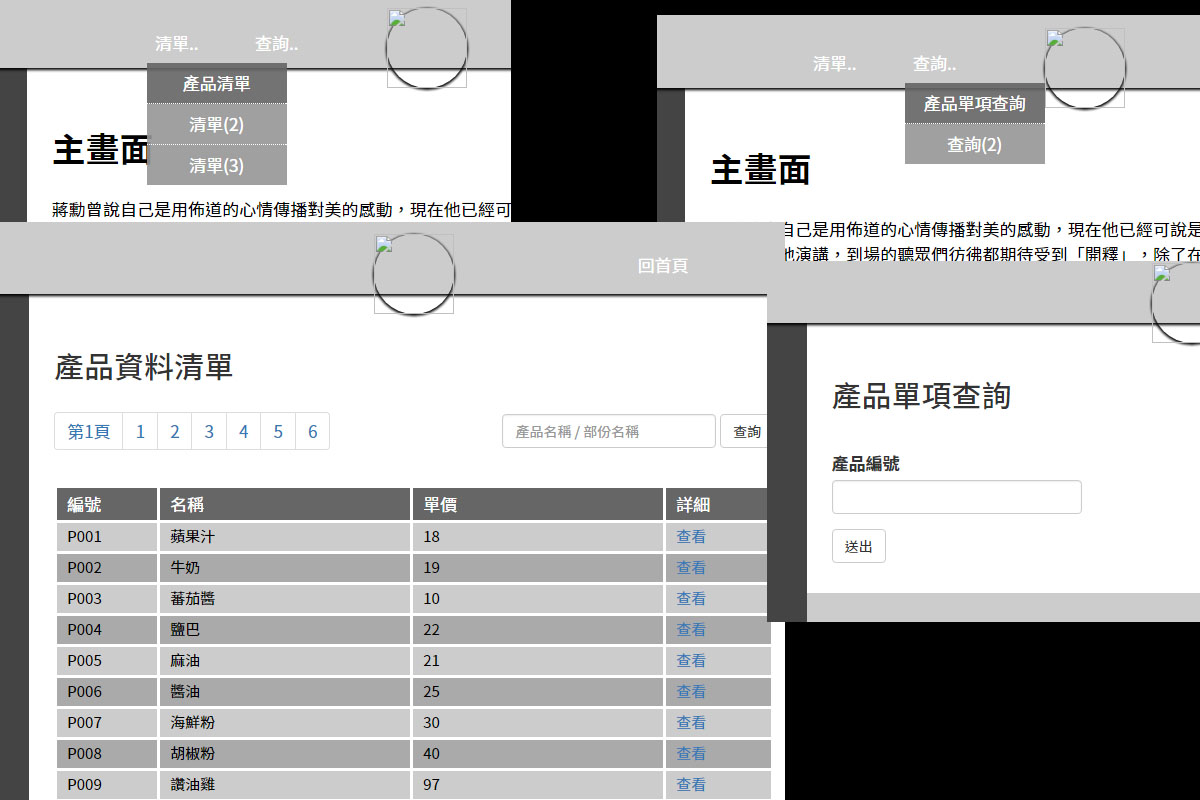 清單..
查詢..
產品清單
清單(2)
清單(3)
主畫面
蔣勳曾說自己是用佈道的心情傳播對美的感動，現在他已經可
清單..
查詢..
產品單項查詢
查詢(2)
主畫面
自己是用佈道的心情傳播對美的感動，現在他已經可說是
他演講，到場的聽眾們彷彿都期待受到「開釋」，除了在
回首頁
產品資料清單
第1頁 1 2 3 4 5 6
產品名稱 / 部份名稱 查詢
編號 名稱 單價 詳細
P001 蘋果汁 18 查看
P002 牛奶 19 查看
P003 蕃茄醬 10 查看
P004 鹽巴 22 查看
P005 麻油 21 查看
P006 醬油 25 查看
P007 海鮮粉 30 查看
P008 胡椒粉 40 查看
P009 讚油雞 97 查看
產品單項查詢
產品編號
送出